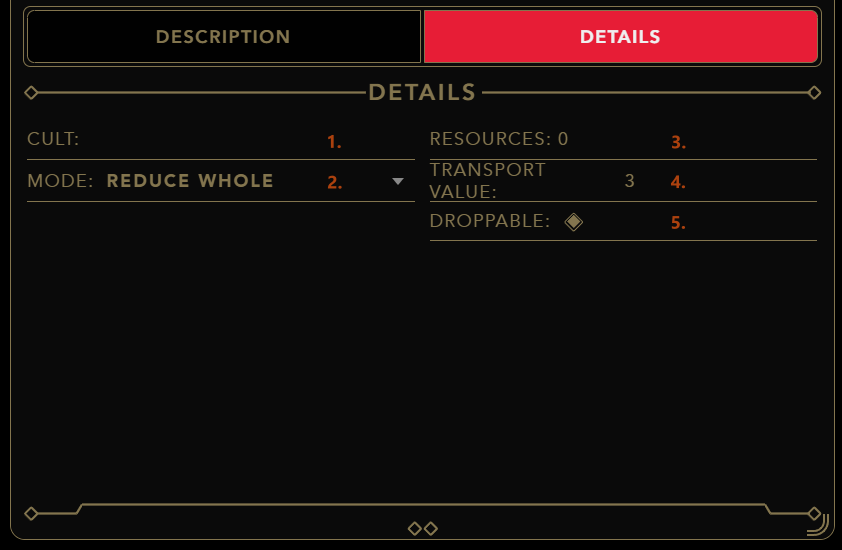 DESCRIPTION
DETAILS
DETAILS
CULT: 1.
MODE: REDUCE WHOLE 2.
RESOURCES: 0 3.
TRANSPORT
VALUE: 3 4.
DROPPABLE: 5.